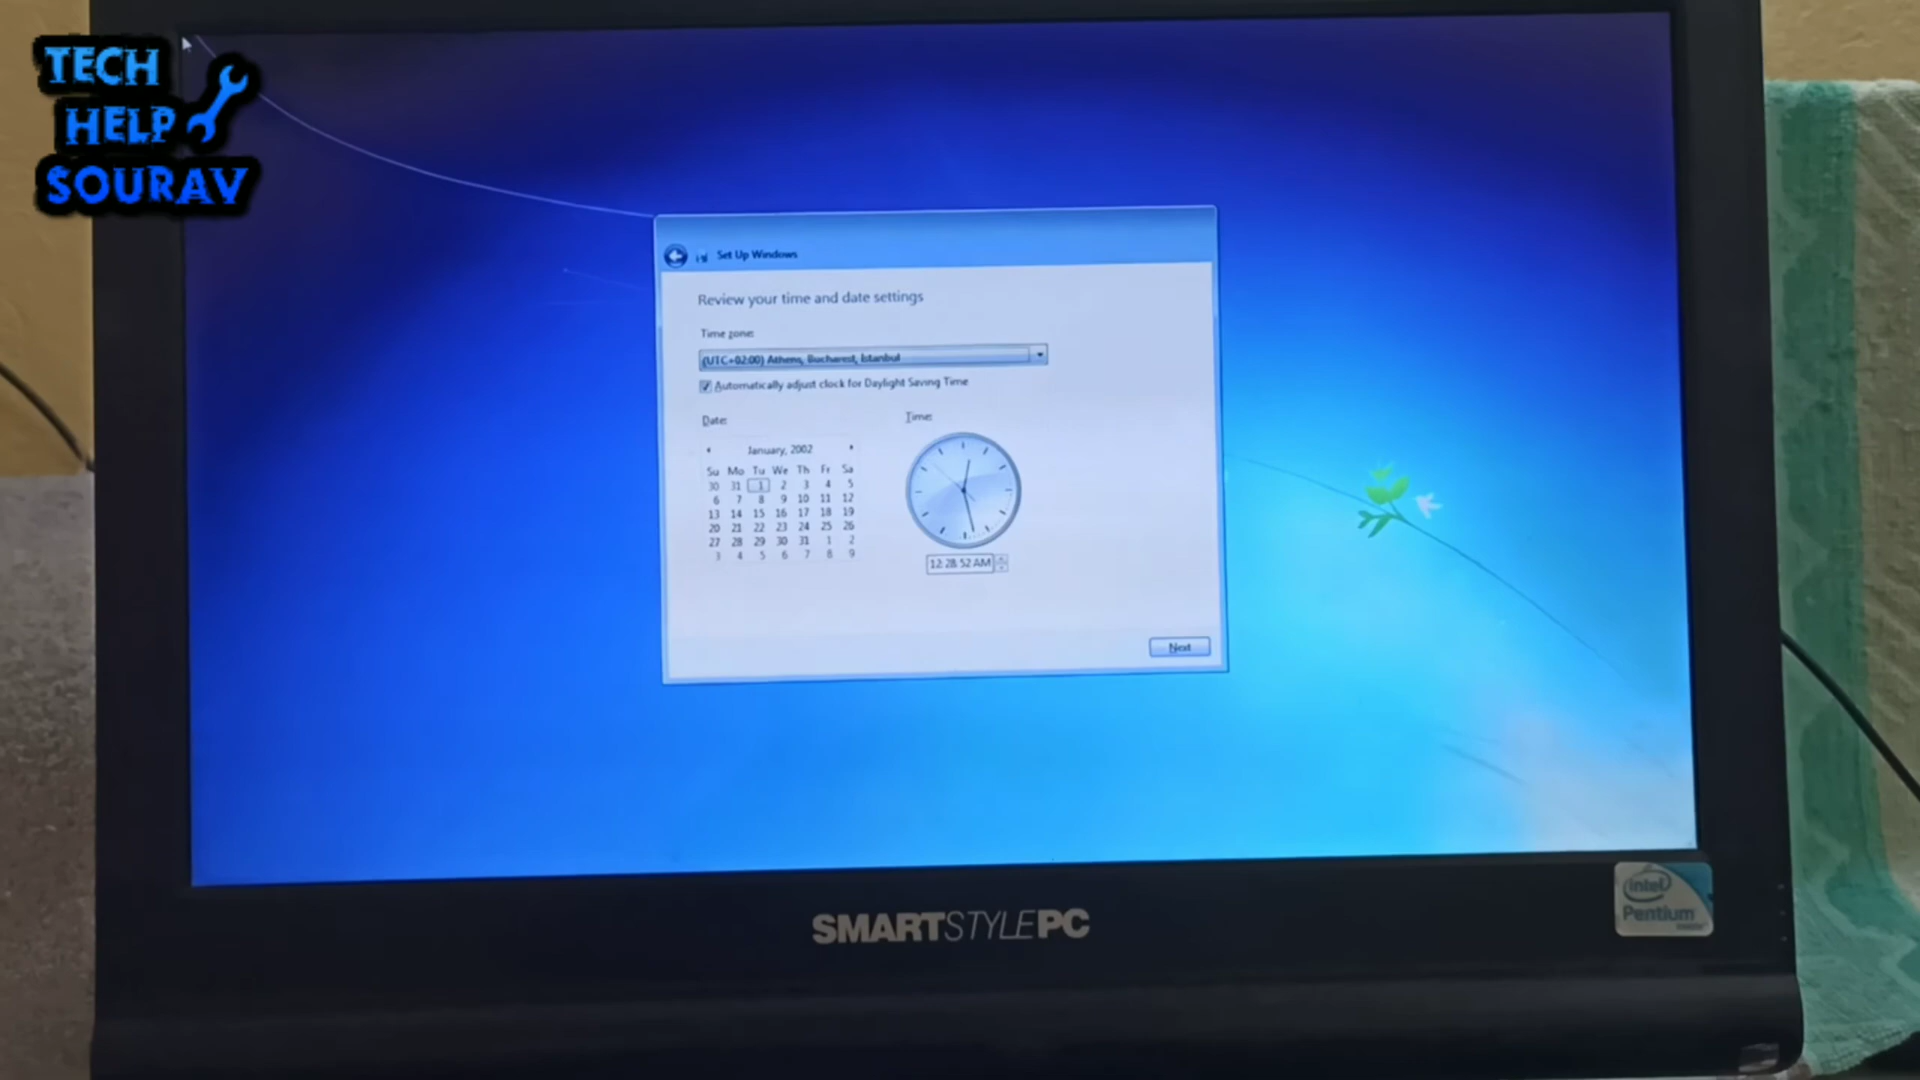 TECH
HELP
SOURAV
Set Up Windows
Review your time and date settings
Time zone:
(UTC+02:00) Athens, Bucharest, Istanbul
Automatically adjust clock for Daylight Saving Time
Date:
Time:
January, 2002
Su Mo Tu We Th Fr Sa
30 31 1 2 3 4 5
6 7 8 9 10 11 12
13 14 15 16 17 18 19
20 21 22 23 24 25 26
27 28 29 30 31 1 2
3 4 5 6 7 8 9
12:28:52 AM
Next
SMARTSTYLEPC
intel
Pentium
inside